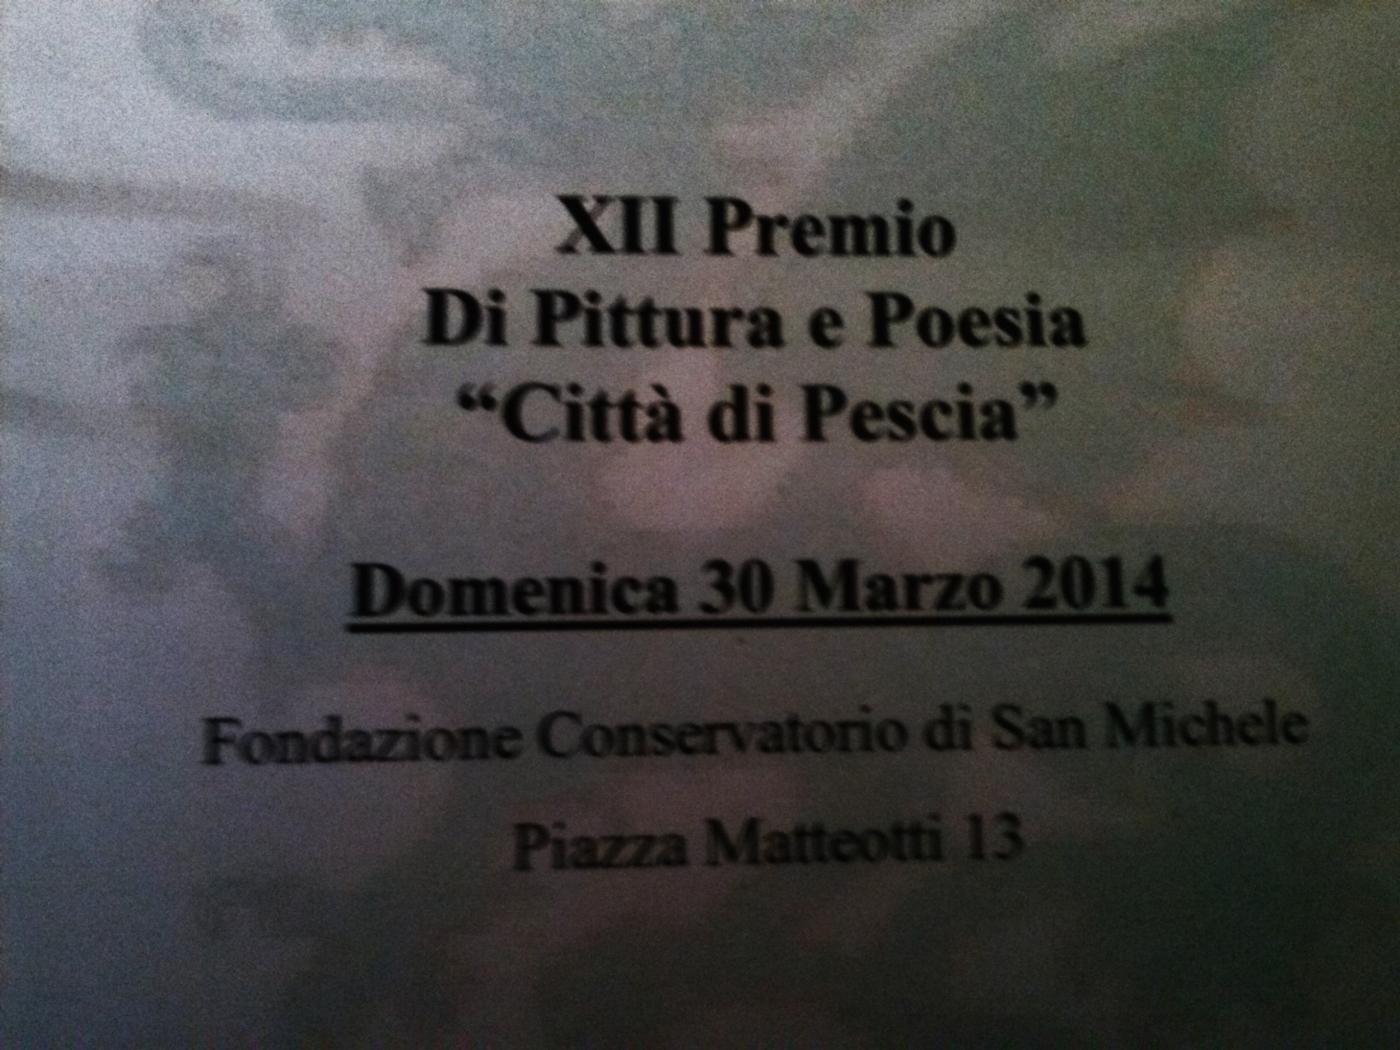 XII Premio
Di Pittura e Poesia
“Città di Pescia”
Domenica 30 Marzo 2014
Fondazione Conservatorio di San Michele
Piazza Matteotti 13